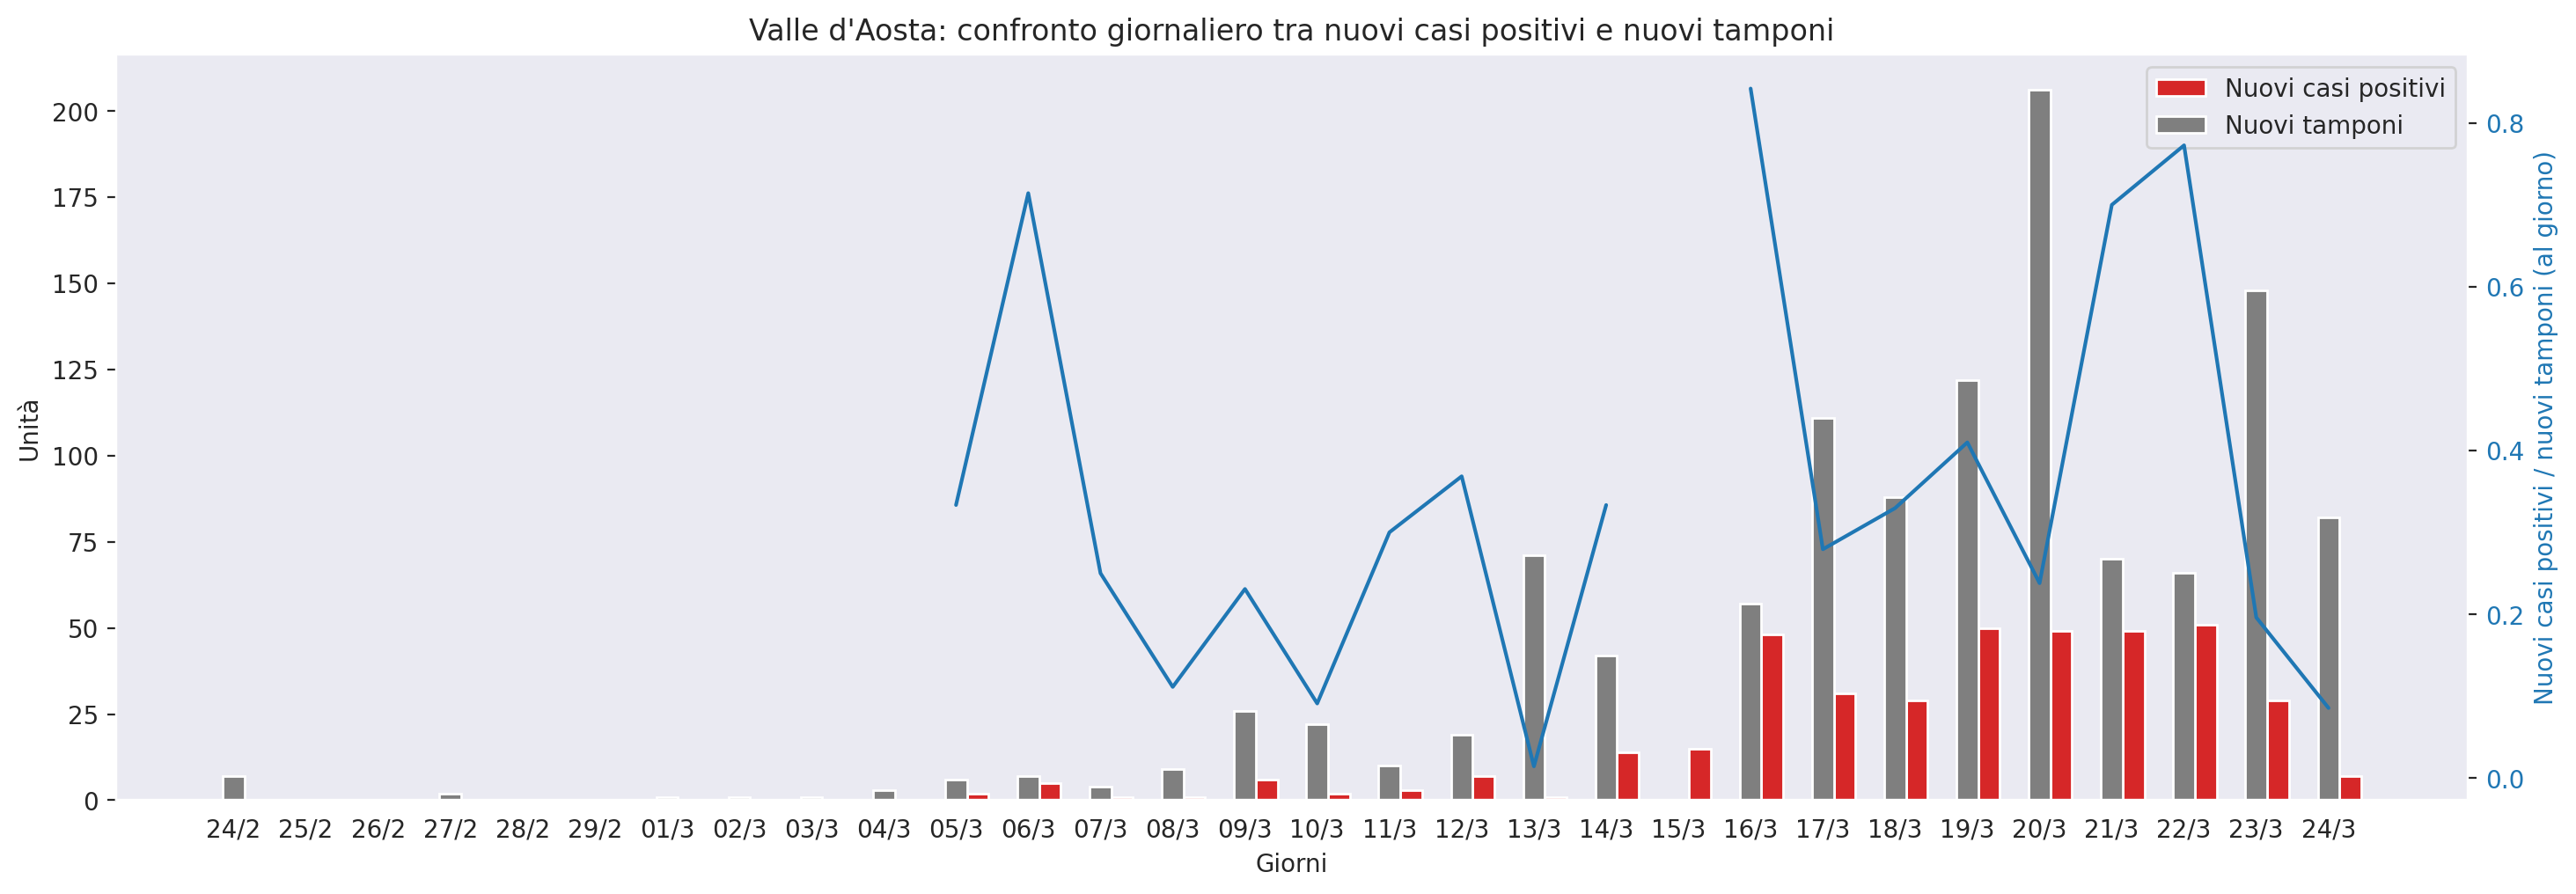 Valle d'Aosta: confronto giornaliero tra nuovi casi positivi e nuovi tamponi
Nuovi casi positivi
Nuovi tamponi
Unità
200
175
150
125
100
75
50
25
0
0.8
0.6
0.4
0.2
0.0
Nuovi casi positivi / nuovi tamponi (al giorno)
24/2 25/2 26/2 27/2 28/2 29/2 01/3 02/3 03/3 04/3 05/3 06/3 07/3 08/3 09/3 10/3 11/3 12/3 13/3 14/3 15/3 16/3 17/3 18/3 19/3 20/3 21/3 22/3 23/3 24/3
Giorni